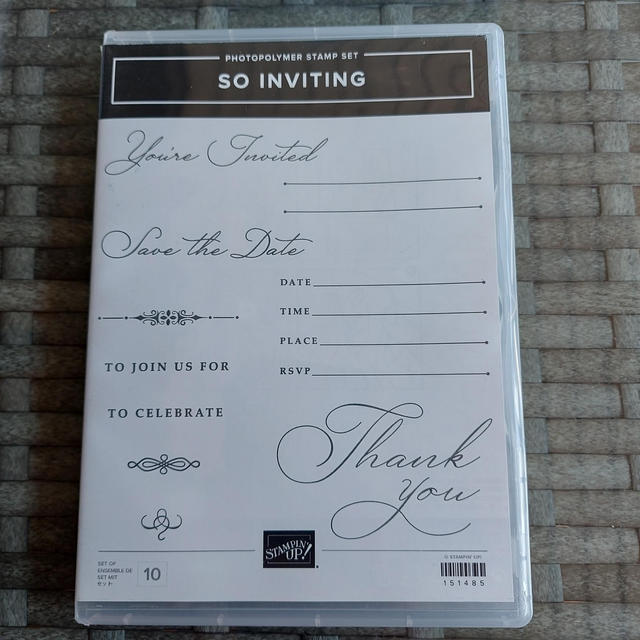 PHOTOPOLYMER STAMP SET
SO INVITING
You're Invited
Save the Date
DATE
TIME
PLACE
RSVP
TO JOIN US FOR
TO CELEBRATE
Thank
you
STAMPIN' UP!
SET OF
ENSEMBLE DE
SET MIT
セット
10
© STAMPIN' UP!
151485